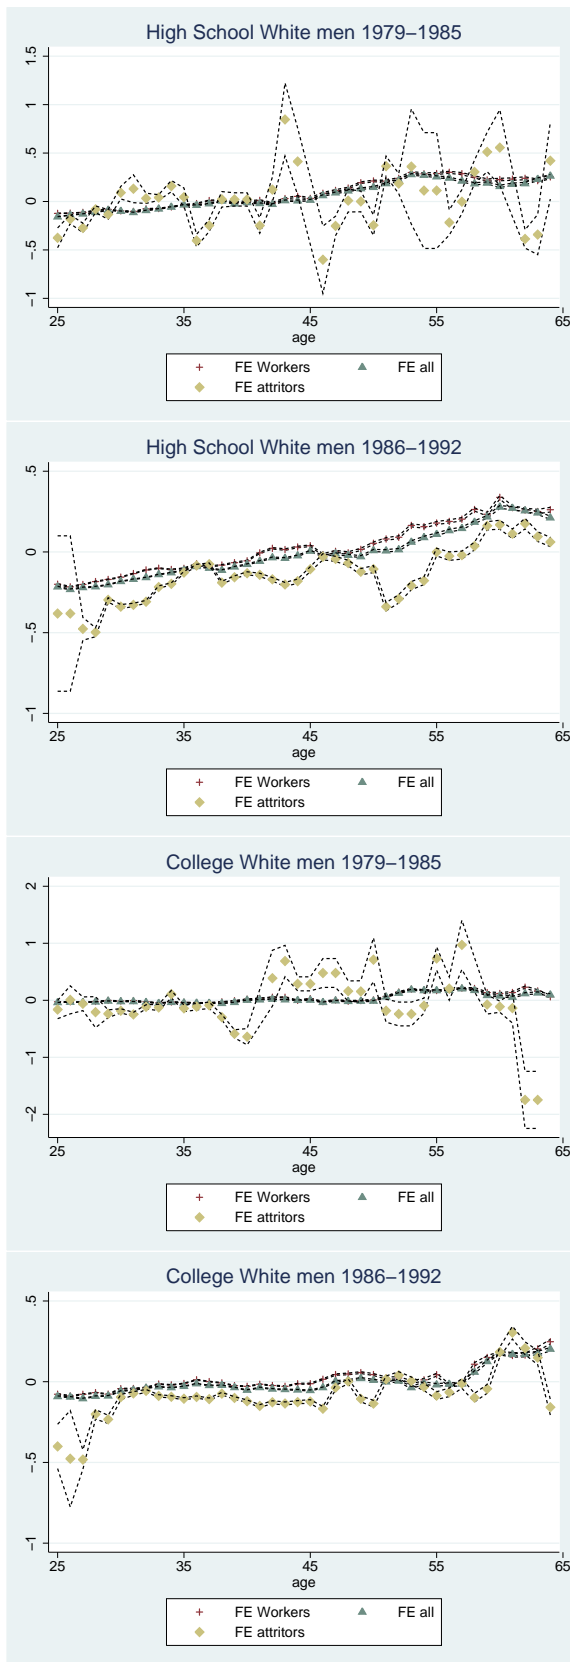 High School White men 1979−1985
1.5
1
.5
0
−.5
−1
25 35 45 55 65
age
FE Workers FE all
FE attritors
High School White men 1986−1992
.5
0
−.5
−1
25 35 45 55 65
age
FE Workers FE all
FE attritors
College White men 1979−1985
2
1
0
−1
−2
25 35 45 55 65
age
FE Workers FE all
FE attritors
College White men 1986−1992
.5
0
−.5
−1
25 35 45 55 65
age
FE Workers FE all
FE attritors